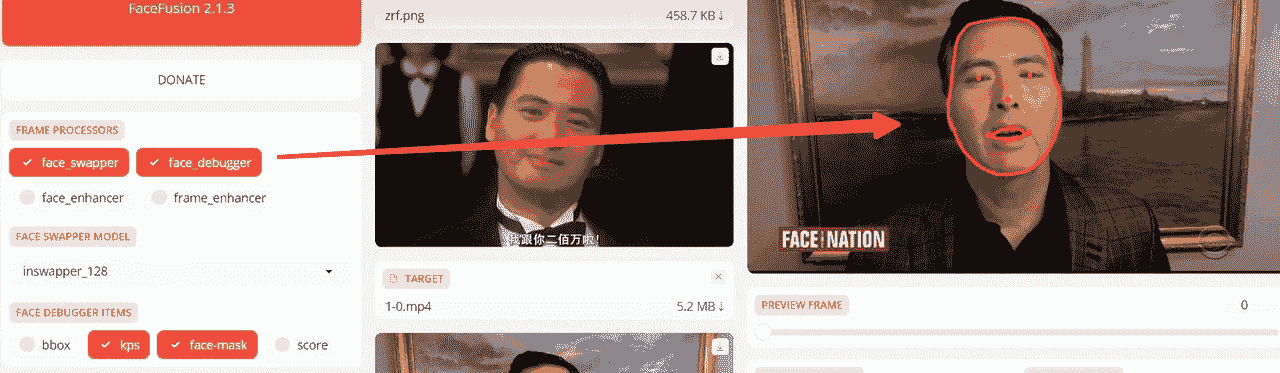 FaceFusion 2.1.3
DONATE
FRAME PROCESSORS
face_swapper
face_debugger
face_enhancer
frame_enhancer
FACE SWAPPER MODEL
inswapper_128
FACE DEBUGGER ITEMS
bbox
kps
face-mask
score
zrf.png
458.7 KB ↓
我跟你二佰万啦!
TARGET
1-0.mp4
5.2 MB ↓
FACE THE NATION
PREVIEW FRAME
0